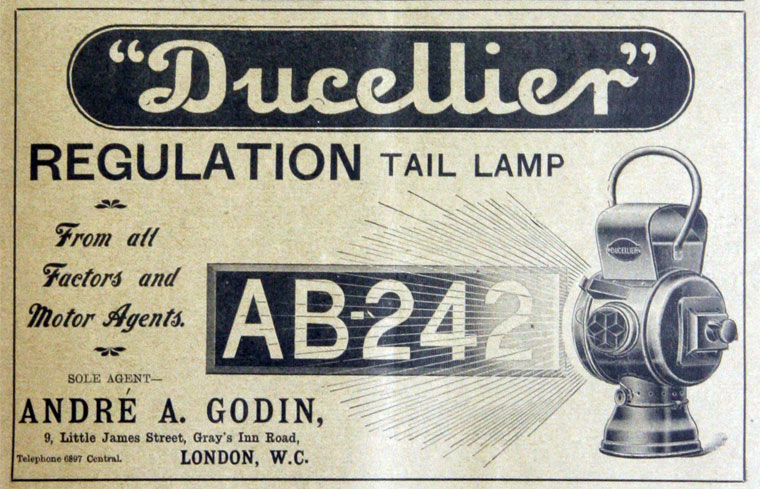 "Ducellier"
REGULATION TAIL LAMP
From all
Factors and
Motor Agents.
DUCELLIER
AB-242
SOLE AGENT—
ANDRÉ A. GODIN,
9, Little James Street, Gray's Inn Road,
Telephone 6897 Central. LONDON, W.C.